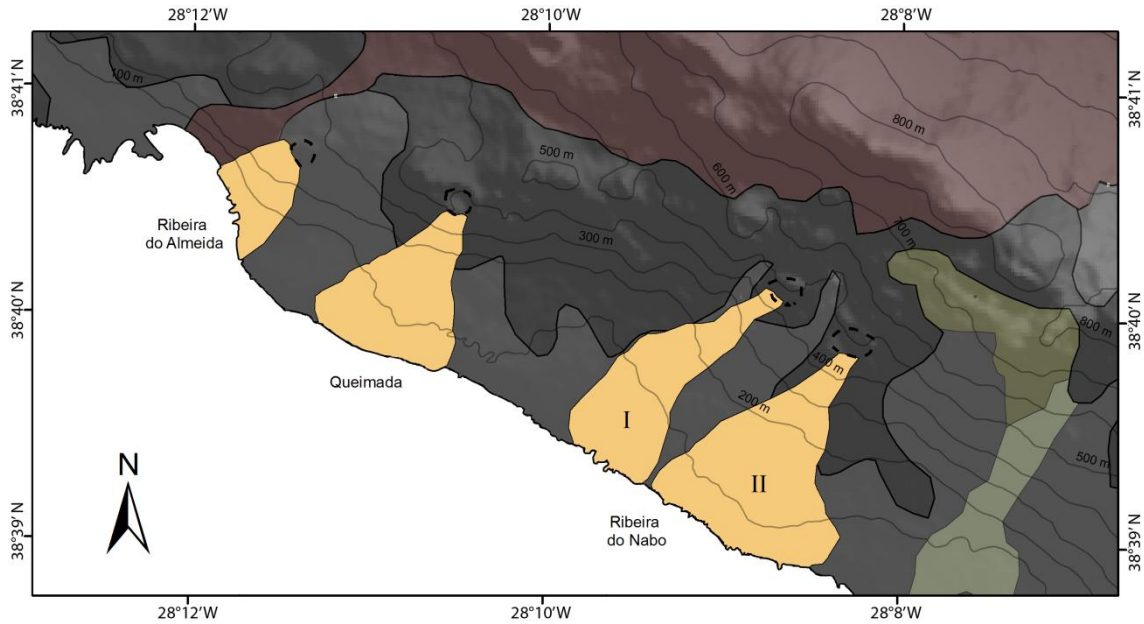 28°12'W 28°10'W 28°8'W
38°41'N
38°41'N
100 m
800 m
500 m
600 m
Ribeira
do Almeida
700 m
300 m
38°40'N
38°40'N
800 m
400 m
Queimada
200 m
I
500 m
II
N
Ribeira
do Nabo
38°39'N
38°39'N
28°12'W 28°10'W 28°8'W